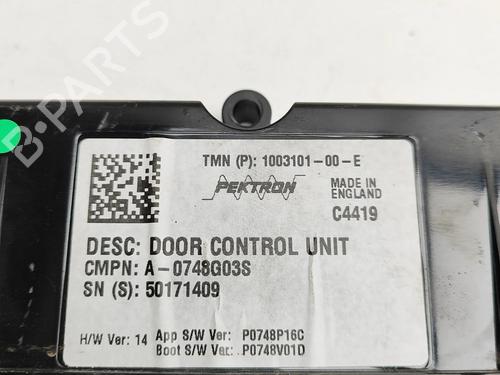 B-PARTS
TMN (P): 1003101-00-E
PEKTRON
MADE IN
ENGLAND
C4419
DESC: DOOR CONTROL UNIT
CMPN: A-0748G03S
SN (S): 50171409
H/W Ver: 14 App S/W Ver: P0748P16C
Boot S/W Ver: P0748V01D